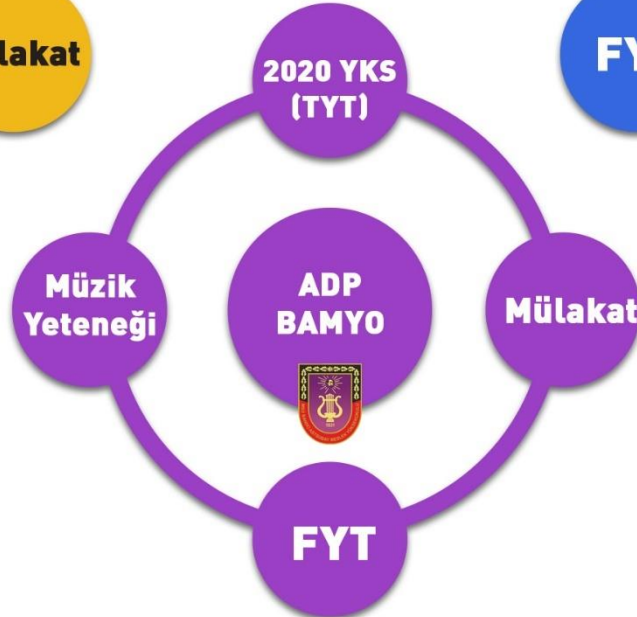 lakat
2020 YKS
(TYT)
FY
Müzik
Yeteneği
ADP
BAMYO
Mülakat
FYT